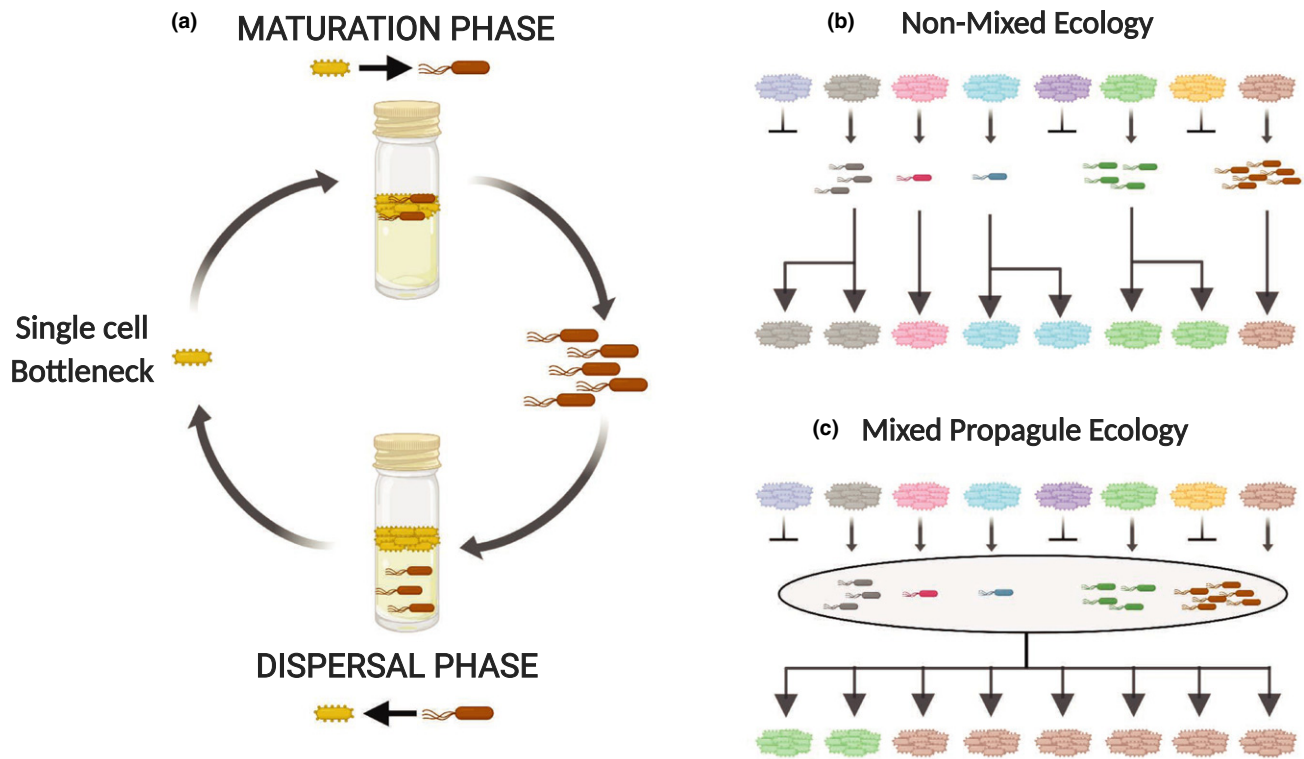 (a)
MATURATION PHASE
Single cell
Bottleneck
DISPERSAL PHASE
(b) Non-Mixed Ecology
(c) Mixed Propagule Ecology